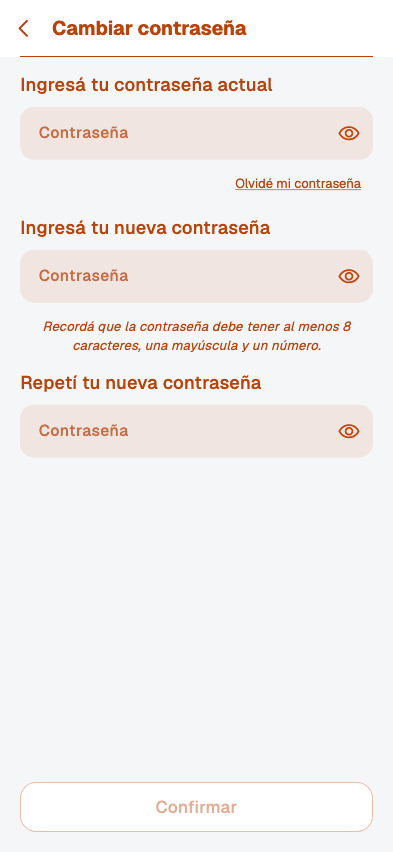 Cambiar contraseña
Ingresá tu contraseña actual
Contraseña
Olvidé mi contraseña
Ingresá tu nueva contraseña
Contraseña
Recordá que la contraseña debe tener al menos 8
caracteres, una mayúscula y un número.
Repetí tu nueva contraseña
Contraseña
Confirmar